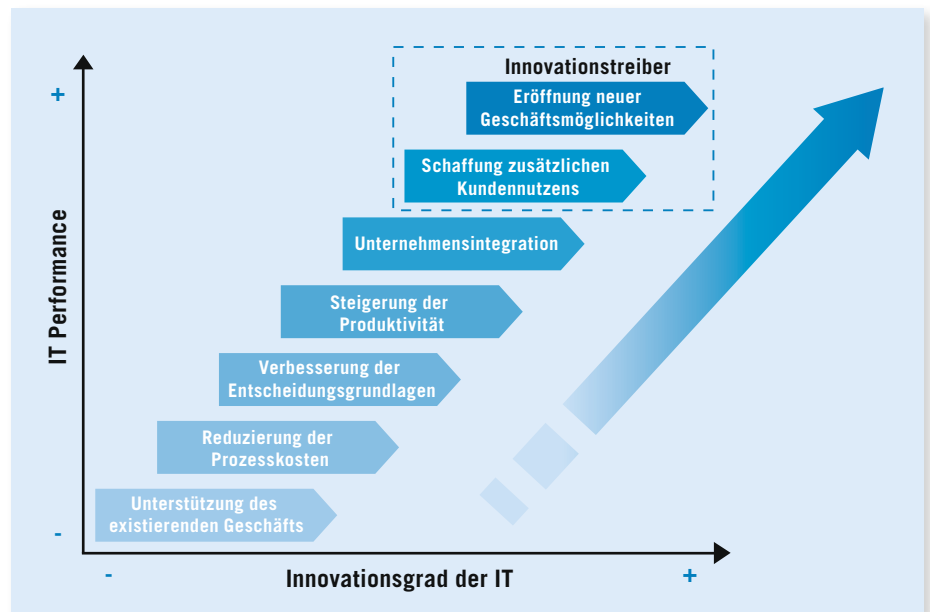 Innovationstreiber
+
Eröffnung neuer
Geschäftsmöglichkeiten
Schaffung zusätzlichen
Kundennutzens
Unternehmensintegration
IT Performance
Steigerung der
Produktivität
Verbesserung der
Entscheidungsgrundlagen
Reduzierung der
Prozesskosten
Unterstützung des
existierenden Geschäfts
-
-
Innovationsgrad der IT
+